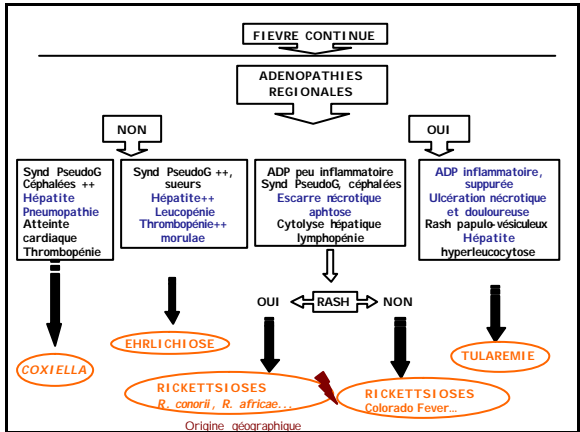 FIEVRE CONTINUE
ADENOPATHIES
REGIONALES
NON
OUI
Synd PseudoG
Céphalées ++
Hépatite
Pneumopathie
Atteinte
cardiaque
Thrombopénie
Synd PseudoG ++,
sueurs
Hépatite++
Leucopénie
Thrombopénie++
morulae
ADP peu inflammatoire
Synd PseudoG, céphalées
Escarre nécrotique
aphtose
Cytolyse hépatique
lymphopénie
ADP inflammatoire,
suppurée
Ulcération nécrotique
et douloureuse
Rash papulo-vésiculeux
Hépatite
hyperleucocytose
OUI
RASH
NON
COXIELLA
EHRLICHIOSE
TULAREMIE
RICKETTSIOSES
R. conorii, R. africae...
RICKETTSIOSES
Colorado Fever...
Origine géographique